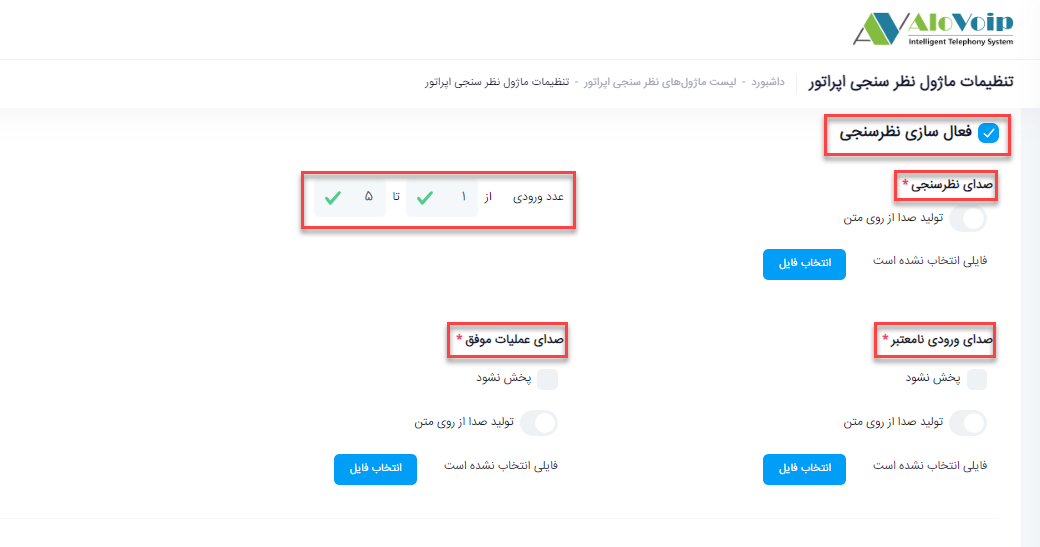 AloVoip
Intelligent Telephony System
تنظیمات ماژول نظر سنجی اپراتور
داشبورد - لیست ماژول‌های نظر سنجی اپراتور - تنظیمات ماژول نظر سنجی اپراتور
فعال سازی نظرسنجی
صدای نظرسنجی *
عدد ورودی از ۱ تا ۵
تولید صدا از روی متن
فایلی انتخاب نشده است
انتخاب فایل
صدای ورودی نامعتبر *
صدای عملیات موفق *
پخش نشود
پخش نشود
تولید صدا از روی متن
تولید صدا از روی متن
فایلی انتخاب نشده است
انتخاب فایل
فایلی انتخاب نشده است
انتخاب فایل